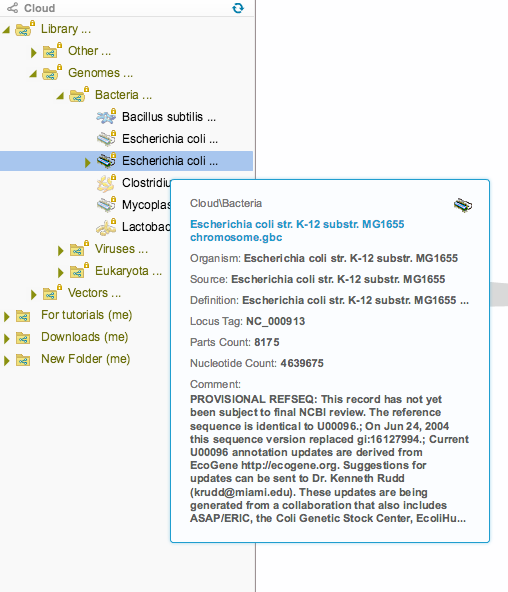 Cloud
Library ...
Other ...
Genomes ...
Bacteria ...
Bacillus subtilis ...
Escherichia coli ...
Escherichia coli ...
Clostridiu
Mycoplas
Lactobac
Viruses ...
Eukaryota ...
Vectors ...
For tutorials (me)
Downloads (me)
New Folder (me)
Cloud\Bacteria
Escherichia coli str. K-12 substr. MG1655
chromosome.gbc
Organism: Escherichia coli str. K-12 substr. MG1655
Source: Escherichia coli str. K-12 substr. MG1655
Definition: Escherichia coli str. K-12 substr. MG1655 ...
Locus Tag: NC_000913
Parts Count: 8175
Nucleotide Count: 4639675
Comment:
PROVISIONAL REFSEQ: This record has not yet
been subject to final NCBI review. The reference
sequence is identical to U00096.; On Jun 24, 2004
this sequence version replaced gi:16127994.; Current
U00096 annotation updates are derived from
EcoGene http://ecogene.org. Suggestions for
updates can be sent to Dr. Kenneth Rudd
(krudd@miami.edu). These updates are being
generated from a collaboration that also includes
ASAP/ERIC, the Coli Genetic Stock Center, EcoliHu...